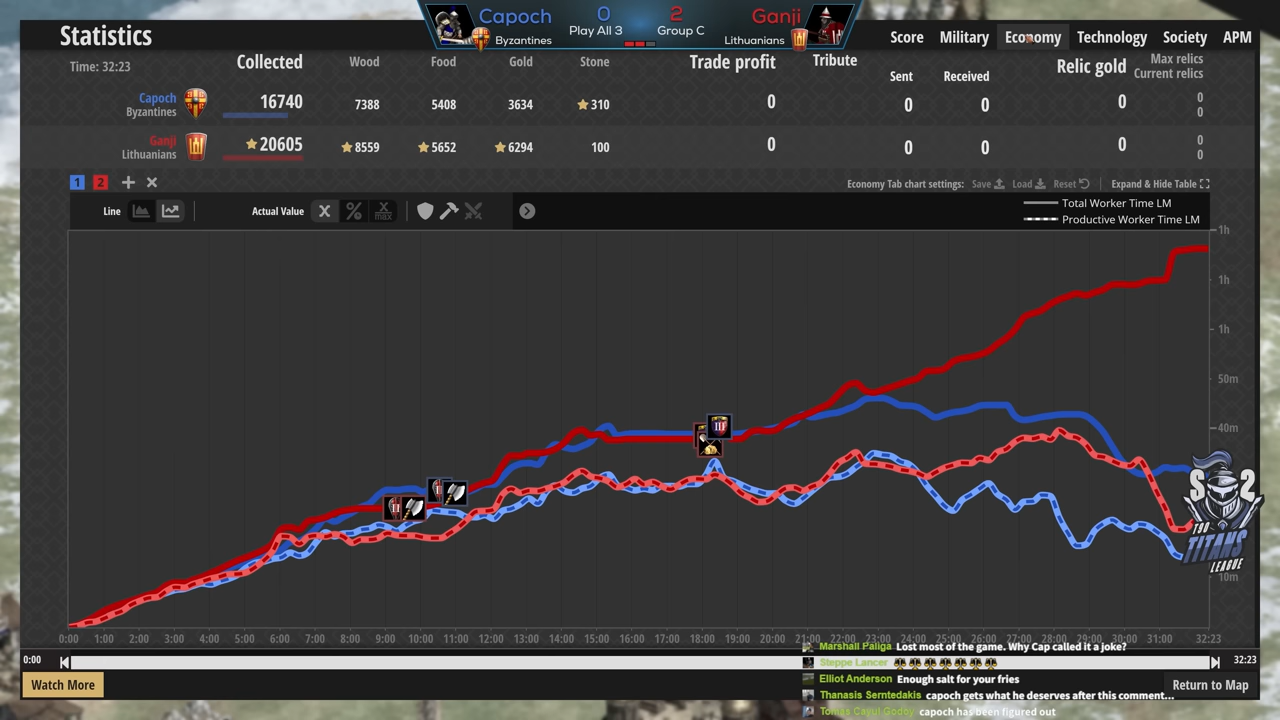 Capoch 0 2 Ganji
Byzantines Play All 3 Group C Lithuanians
Statistics
Score Military Economy Technology Society APM
Time: 32:23
Collected Wood Food Gold Stone Trade profit Tribute Sent Received Relic gold Max relics
Current relics
Capoch
Byzantines
16740 7388 5408 3634 310 0 0 0 0 0
0
Ganji
Lithuanians
20605 8559 5652 6294 100 0 0 0 0 0
0
1 2
Economy Tab chart settings: Save Load Reset Expand & Hide Table
Line Actual Value X % X
max
Total Worker Time LM
Productive Worker Time LM
1h
1h
1h
50m
40m
10m
II
III
S 2
THE
TITANS
LEAGUE
0:00 1:00 2:00 3:00 4:00 5:00 6:00 7:00 8:00 9:00 10:00 11:00 12:00 13:00 14:00 15:00 16:00 17:00 18:00 19:00 20:00 21:00 22:00 23:00 24:00 25:00 26:00 27:00 28:00 29:00 30:00 31:00 32:23
Marshall Paliga Lost most of the game. Why Cap called it a joke?
0:00 32:23
Steppe Lancer
Elliot Anderson Enough salt for your fries
Thanasis Serntedakis capoch gets what he deserves after this comment...
Tomas Cayul Godoy capoch has been figured out
Watch More
Return to Map